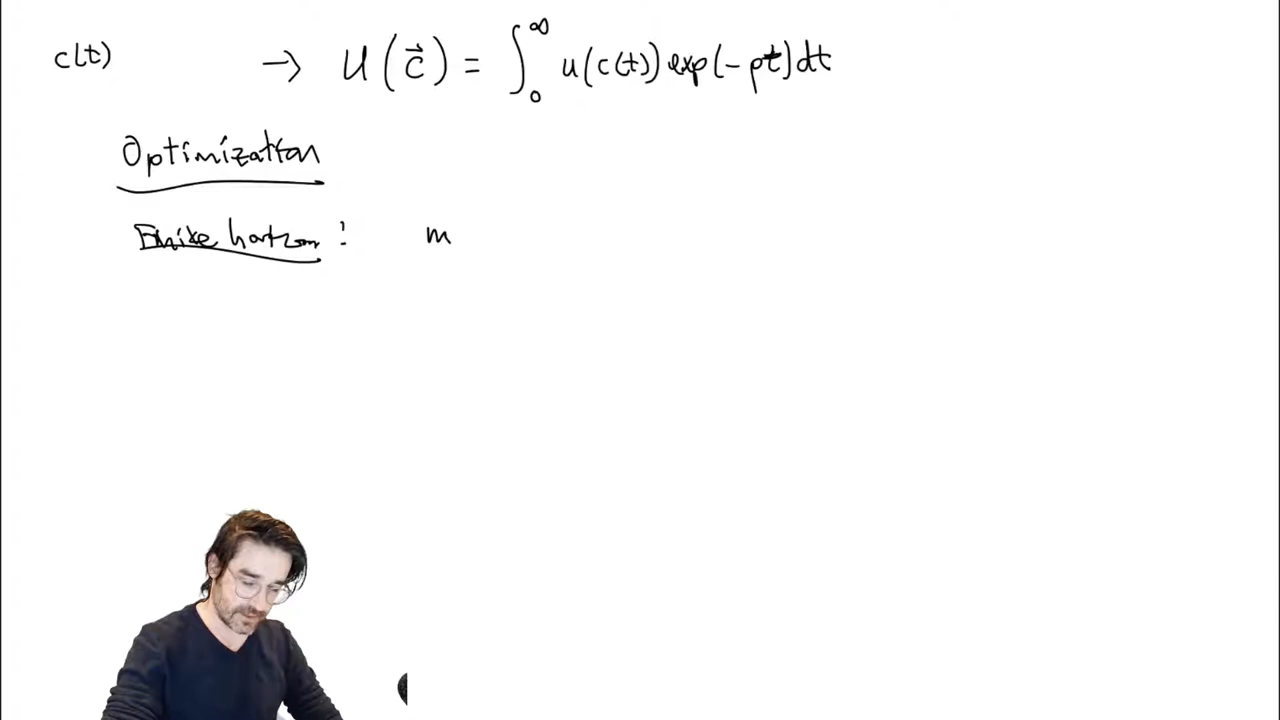 c(t) → U(c⃗) = ∫₀^∞ u(c(t)) exp(-ρt) dt
Optimization
Finite horizon : m